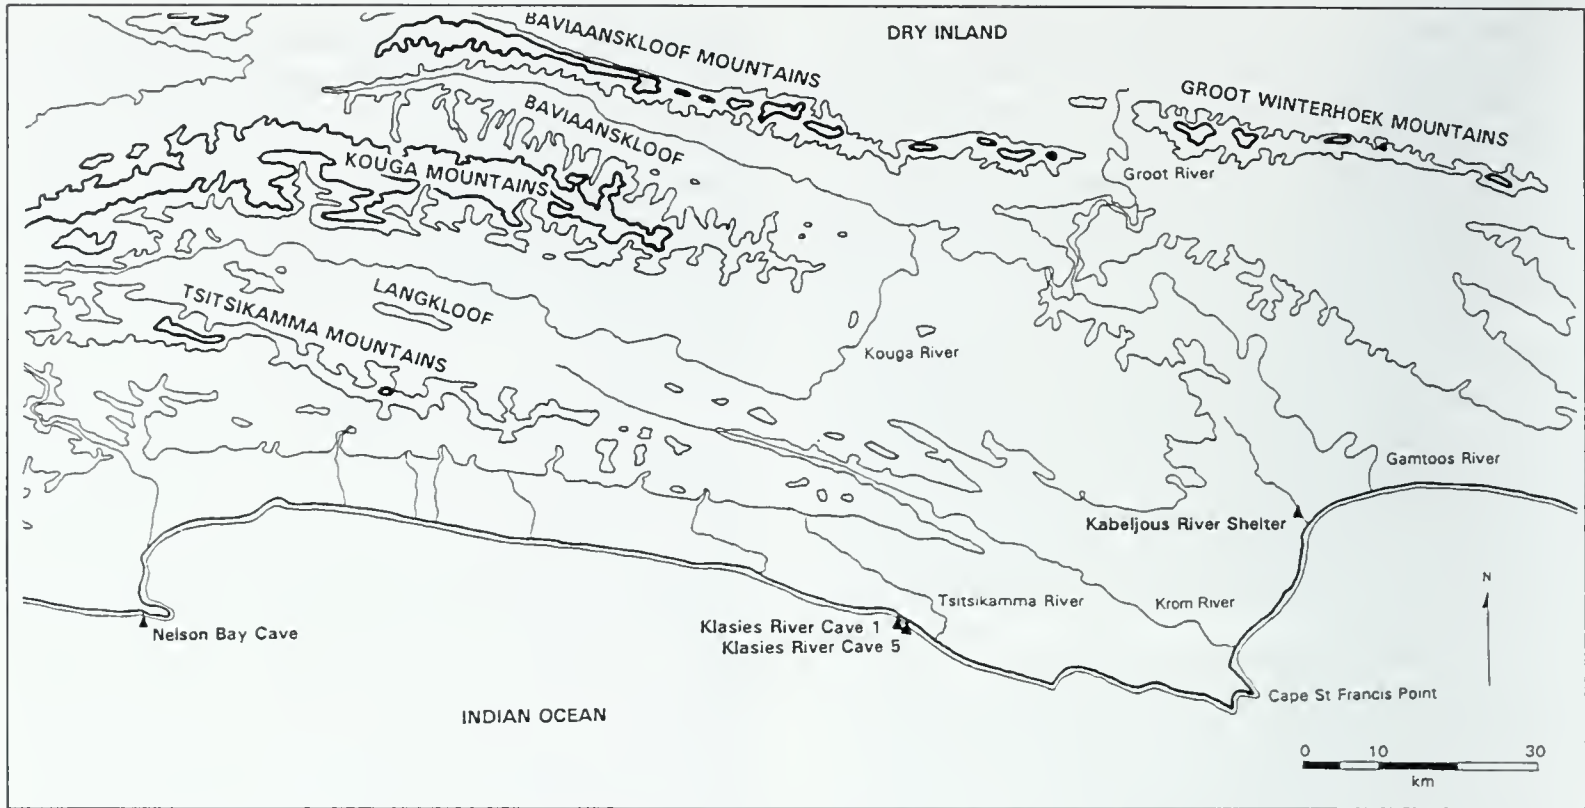 DRY INLAND
BAVIAANSKLOOF MOUNTAINS
GROOT WINTERHOEK MOUNTAINS
BAVIAANSKLOOF
KOUGA MOUNTAINS
Groot River
LANGKLOOF
TSITSIKAMMA MOUNTAINS
Kouga River
Gamtoos River
Kabeljous River Shelter
N
Tsitsikamma River
Krom River
Nelson Bay Cave
Klasies River Cave 1
Klasies River Cave 5
Cape St Francis Point
INDIAN OCEAN
0 10 30
km